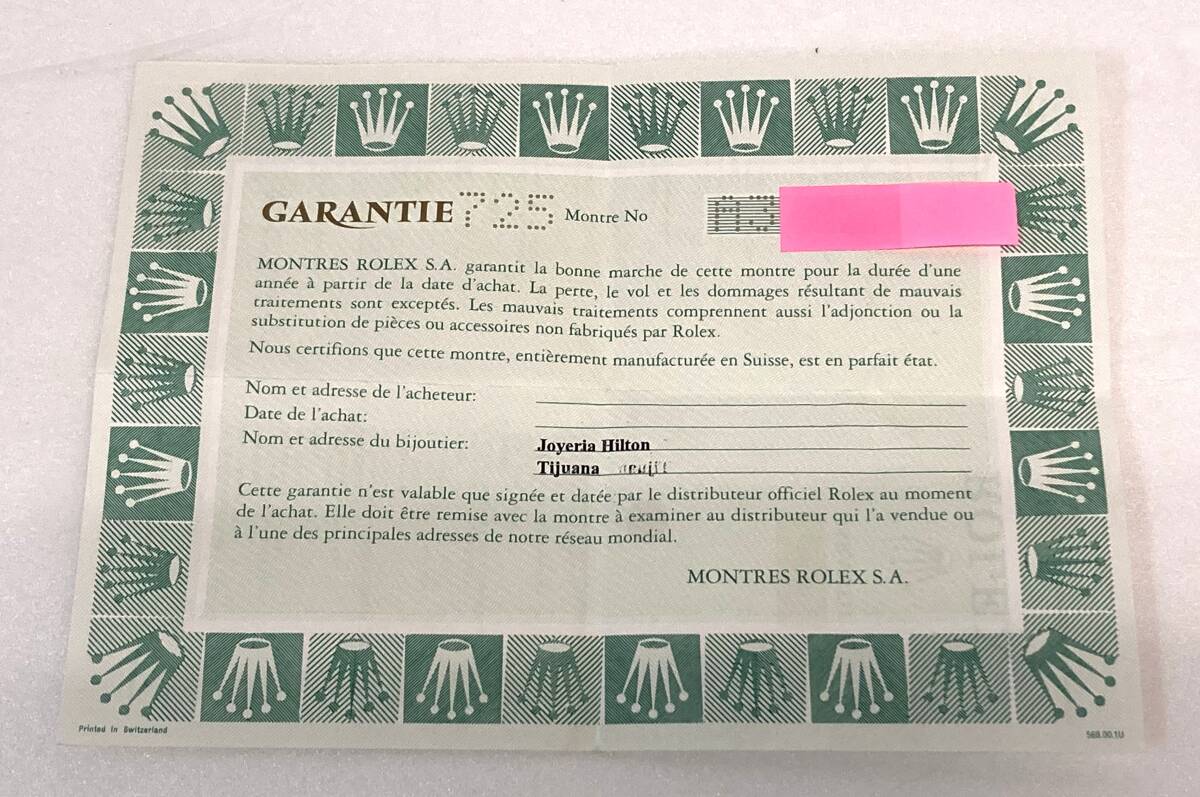 GARANTIE 725 Montre No
MONTRES ROLEX S.A. garantit la bonne marche de cette montre pour la durée d'une
année à partir de la date d'achat. La perte, le vol et les dommages résultant de mauvais
traitements sont exceptés. Les mauvais traitements comprennent aussi l'adjonction ou la
substitution de pièces ou accessoires non fabriqués par Rolex.
Nous certifions que cette montre, entièrement manufacturée en Suisse, est en parfait état.
Nom et adresse de l'acheteur:
Date de l'achat:
Nom et adresse du bijoutier: Joyeria Hilton
Tijuana
Cette garantie n'est valable que signée et datée par le distributeur officiel Rolex au moment
de l'achat. Elle doit être remise avec la montre à examiner au distributeur qui l'a vendue ou
à l'une des principales adresses de notre réseau mondial.
MONTRES ROLEX S.A.
Printed in Switzerland 568.00.1U